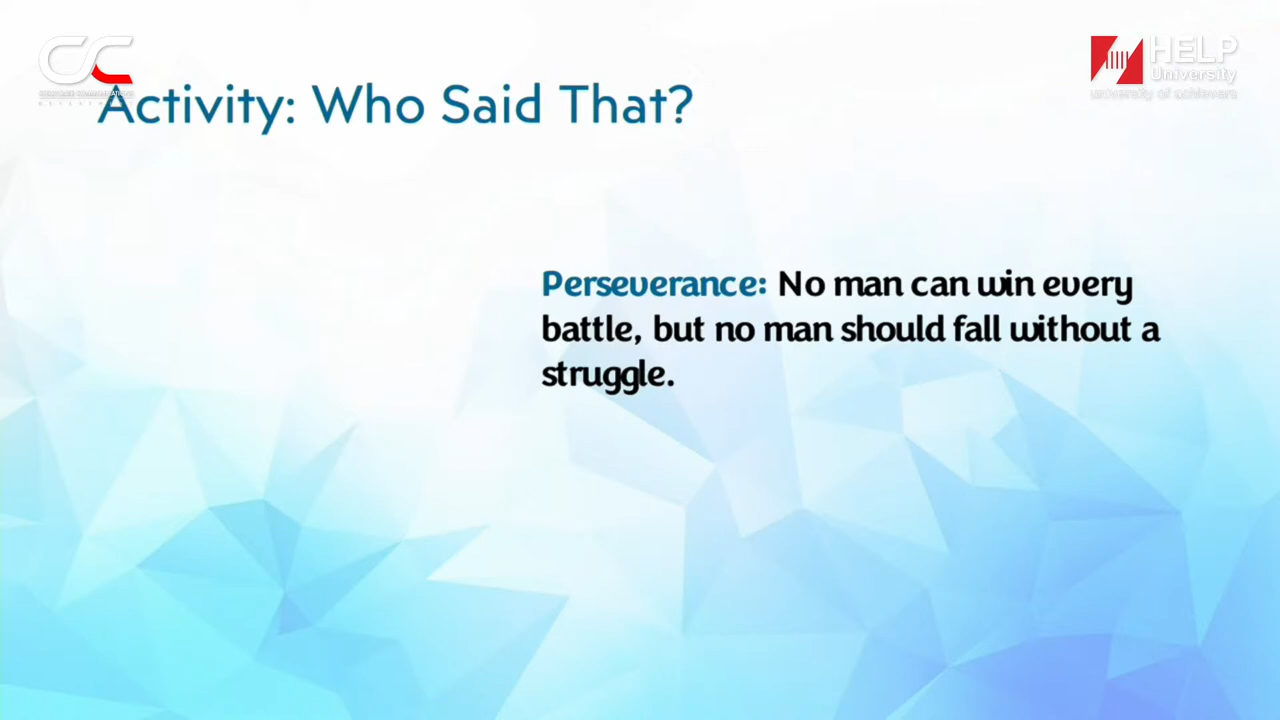 HELP
University
university of achievers
Activity: Who Said That?
Perseverance: No man can win every
battle, but no man should fall without a
struggle.